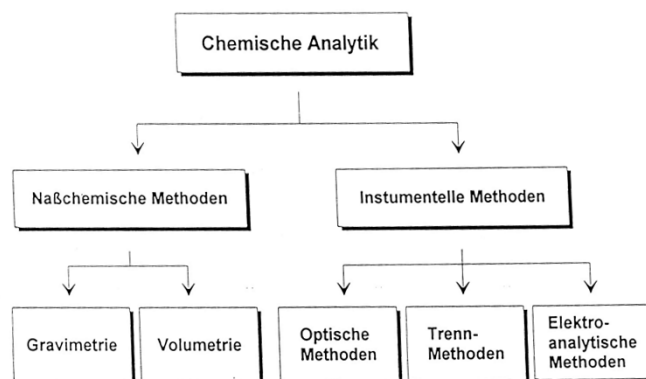 Chemische Analytik
Naßchemische Methoden
Instumentelle Methoden
Gravimetrie
Volumetrie
Optische
Methoden
Trenn-
Methoden
Elektro-
analytische
Methoden